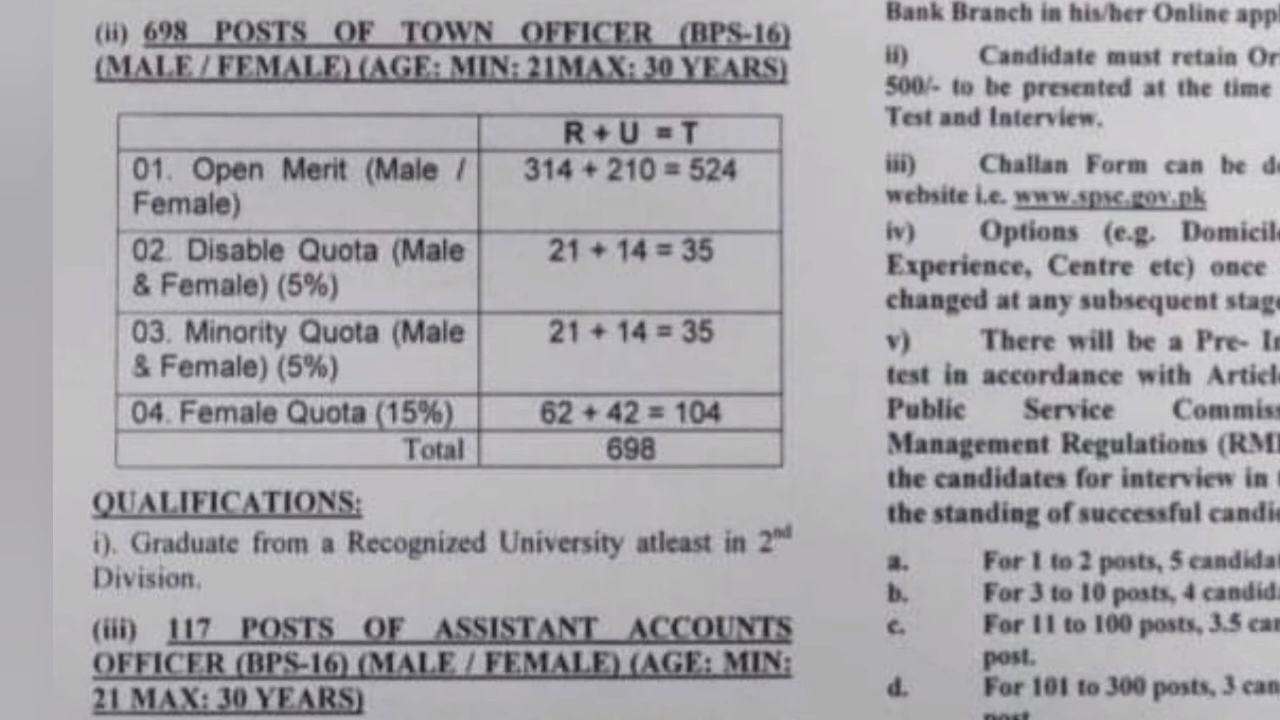 (ii) 698 POSTS OF TOWN OFFICER (BPS-16)
(MALE / FEMALE) (AGE: MIN: 21MAX: 30 YEARS)
R + U = T
01. Open Merit (Male /
Female)
314 + 210 = 524
02. Disable Quota (Male
& Female) (5%)
21 + 14 = 35
03. Minority Quota (Male
& Female) (5%)
21 + 14 = 35
04. Female Quota (15%)
62 + 42 = 104
Total
698
QUALIFICATIONS:
i). Graduate from a Recognized University atleast in 2nd
Division.
(iii) 117 POSTS OF ASSISTANT ACCOUNTS
OFFICER (BPS-16) (MALE / FEMALE) (AGE: MIN:
21 MAX: 30 YEARS)
Bank Branch in his/her Online
ii) Candidate must retain
500/- to be presented at the time
Test and Interview.
iii) Challan Form can be
website i.e. www.spsc.gov.pk
iv) Options (e.g.
Experience, Centre etc) once
changed at any subsequent
v) There will be a Pre-
test in accordance with
Public Service
Management Regulations
the candidates for interview in
the standing of successful
a. For 1 to 2 posts, 5
b. For 3 to 10 posts, 4
c. For 11 to 100 posts, 3.5
post.
d. For 101 to 300 posts, 3